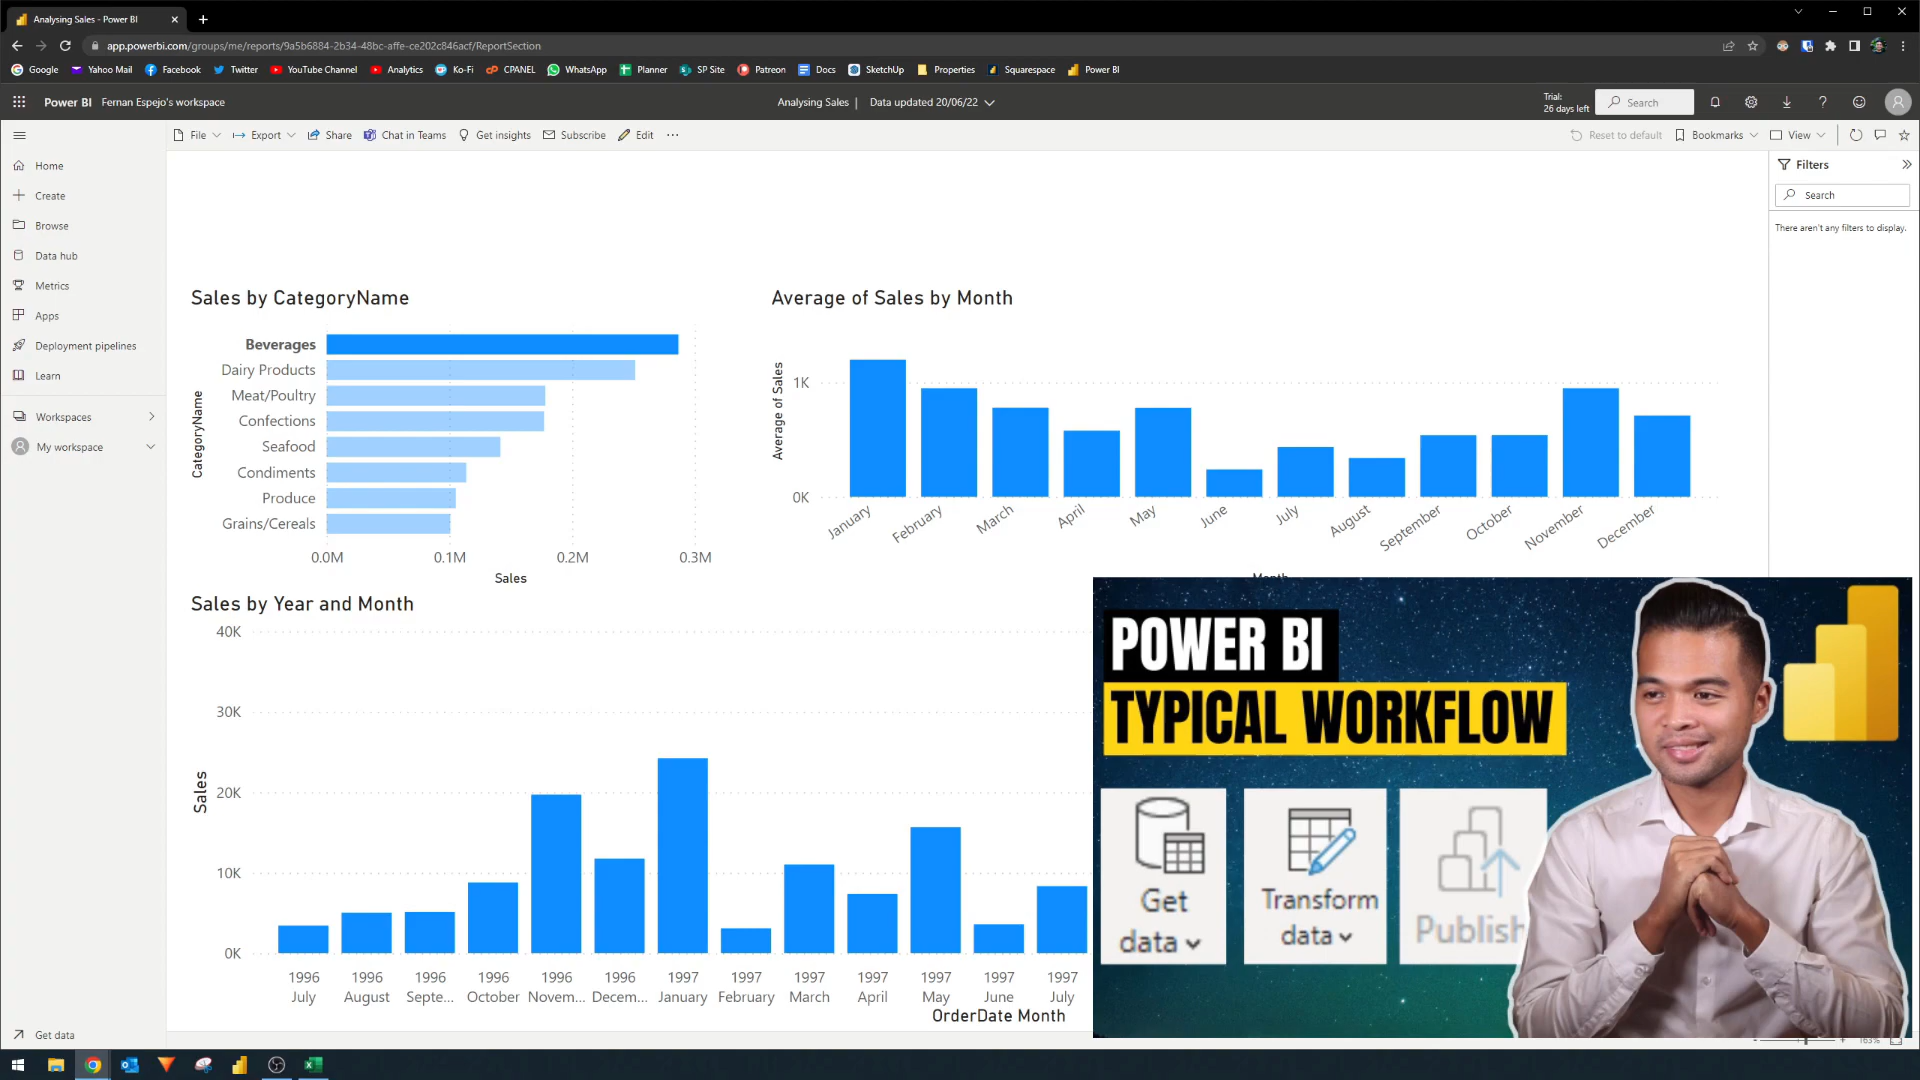 Analysing Sales - Power BI
app.powerbi.com/groups/me/reports/9a5b6884-2b34-48bc-affe-ce202c846acf/ReportSection
Google Yahoo Mail Facebook Twitter YouTube Channel Analytics Ko-Fi CPANEL WhatsApp Planner SP Site Patreon Docs SketchUp Properties Squarespace Power BI
Power BI Fernan Espejo's workspace Analysing Sales | Data updated 20/06/22 Trial: 26 days left Search
File Export Share Chat in Teams Get insights Subscribe Edit ··· Reset to default Bookmarks View
Home
Create
Browse
Data hub
Metrics
Apps
Deployment pipelines
Learn
Workspaces
My workspace
Get data
Filters
Search
There aren't any filters to display.
Sales by CategoryName
CategoryName
Beverages
Dairy Products
Meat/Poultry
Confections
Seafood
Condiments
Produce
Grains/Cereals
0.0M 0.1M 0.2M 0.3M
Sales
Average of Sales by Month
Average of Sales
1K
0K
January February March April May June July August September October November December
Month
Sales by Year and Month
Sales
40K
30K
20K
10K
0K
1996 1996 1996 1996 1996 1996 1997 1997 1997 1997 1997 1997 1997
July August Septe... October Novem... Decem... January February March April May June July
OrderDate Month
POWER BI
TYPICAL WORKFLOW
Get
data
Transform
data
Publish
163%